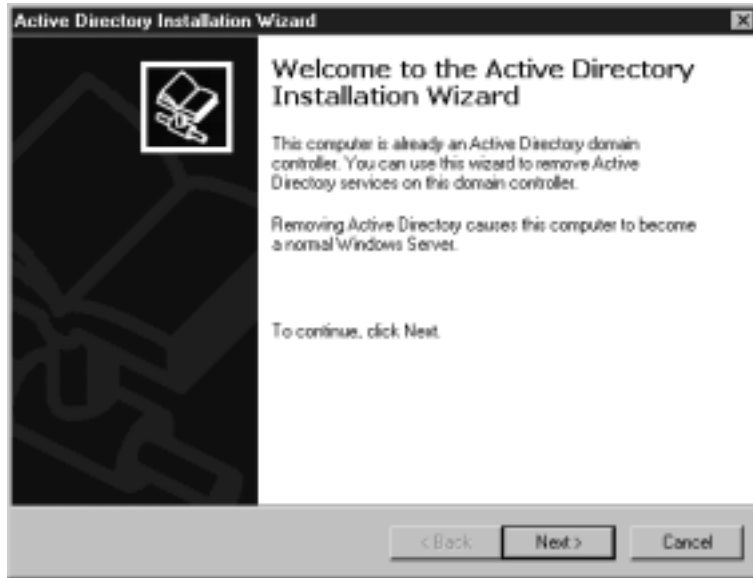 Active Directory Installation Wizard
Welcome to the Active Directory
Installation Wizard
This computer is already an Active Directory domain
controller. You can use this wizard to remove Active
Directory services on this domain controller.
Removing Active Directory causes this computer to become
a normal Windows Server.
To continue, click Next.
< Back
Next >
Cancel